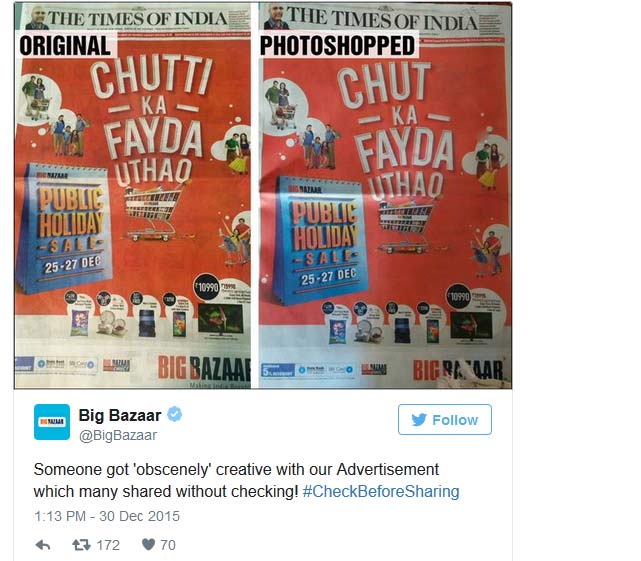 THE TIMES OF INDIA
ORIGINAL
CHUTTI
KA
FAYDA
UTHAO
BIG BAZAAR
PUBLIC
HOLIDAY
SALE
25-27 DEC
₹10990
BIG BAZAAR
THE TIMES OF INDIA
PHOTOSHOPPED
CHUT
KA
FAYDA
UTHAO
BIG BAZAAR
PUBLIC
HOLIDAY
SALE
25-27 DEC
₹10990
5%
BIG BAZAAR
Big Bazaar
@BigBazaar
Follow
Someone got 'obscenely' creative with our Advertisement
which many shared without checking! #CheckBeforeSharing
1:13 PM - 30 Dec 2015
172 70